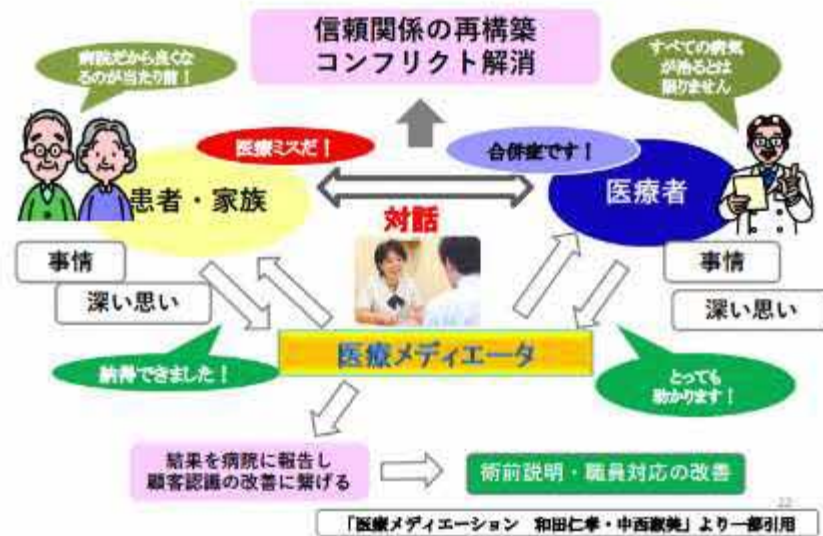 信頼関係の再構築
コンフリクト解消
病院だから良くな
るのが当たり前！
すべての病気
が治るとは
限りません
医療ミスだ！
合併症です！
患者・家族
医療者
対話
事情
深い思い
事情
深い思い
医療メディエータ
納得できました！
とっても
助かります！
結果を病院に報告し
顧客認識の改善に繋げる
術前説明・職員対応の改善
22
「医療メディエーション　和田仁孝・中西淑美」より一部引用